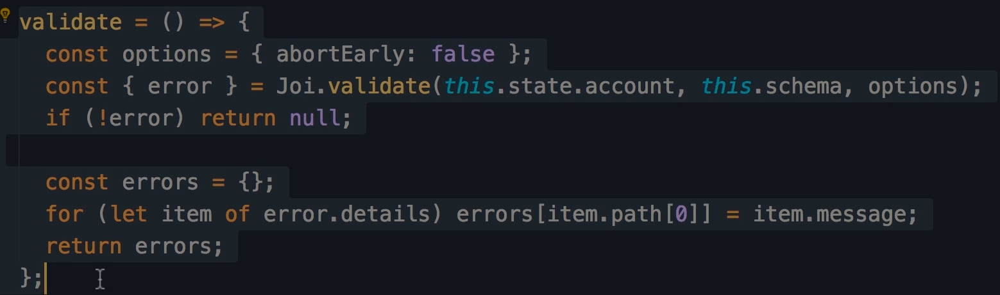 validate = () => {
  const options = { abortEarly: false };
  const { error } = Joi.validate(this.state.account, this.schema, options);
  if (!error) return null;

  const errors = {};
  for (let item of error.details) errors[item.path[0]] = item.message;
  return errors;
};